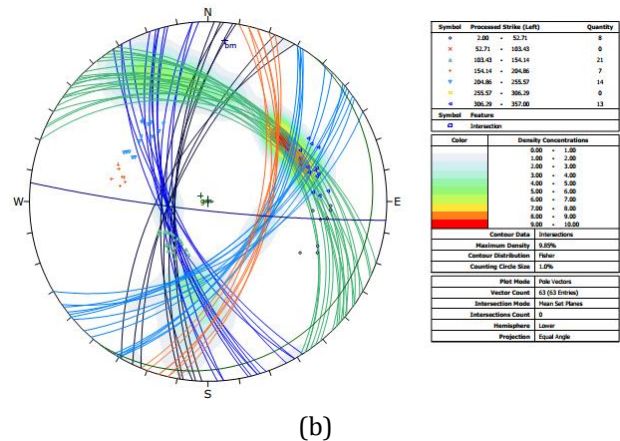 N
bm
W
E
S
Symbol Processed Strike (Left) Quantity
2.00 - 52.71 8
52.71 - 103.43 0
103.43 - 154.14 21
154.14 - 204.86 7
204.86 - 255.57 14
255.57 - 306.29 0
306.29 - 357.00 13
Symbol Feature
Intersection
Color Density Concentrations
0.00 - 1.00
1.00 - 2.00
2.00 - 3.00
3.00 - 4.00
4.00 - 5.00
5.00 - 6.00
6.00 - 7.00
7.00 - 8.00
8.00 - 9.00
9.00 - 10.00
Contour Data Intersections
Maximum Density 9.85%
Contour Distribution Fisher
Counting Circle Size 1.0%
Plot Mode Pole Vectors
Vector Count 63 (63 Entries)
Intersection Mode Mean Set Planes
Intersections Count 0
Hemisphere Lower
Projection Equal Angle
(b)